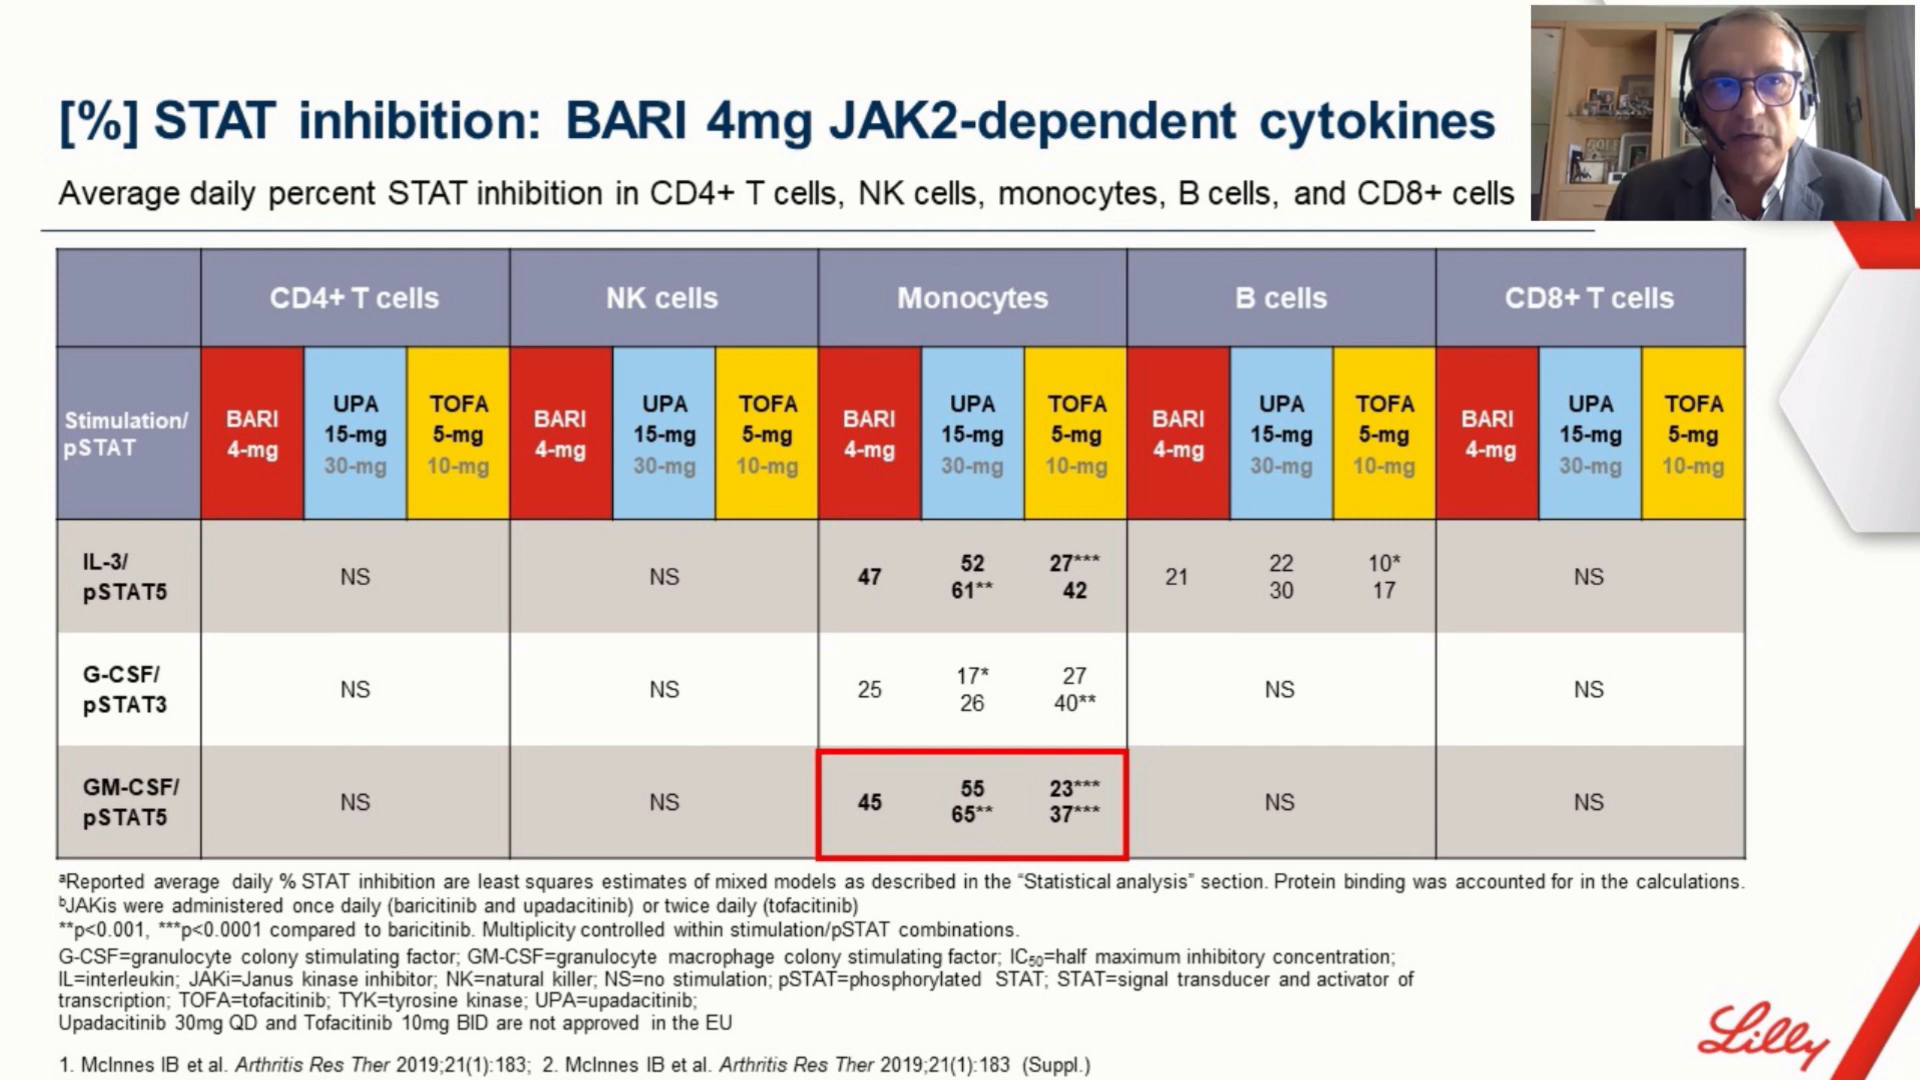 [%] STAT inhibition: BARI 4mg JAK2-dependent cytokines
Average daily percent STAT inhibition in CD4+ T cells, NK cells, monocytes, B cells, and CD8+ cells
CD4+ T cells NK cells Monocytes B cells CD8+ T cells
Stimulation/ pSTAT
BARI 4-mg
UPA 15-mg 30-mg
TOFA 5-mg 10-mg
BARI 4-mg
UPA 15-mg 30-mg
TOFA 5-mg 10-mg
BARI 4-mg
UPA 15-mg 30-mg
TOFA 5-mg 10-mg
BARI 4-mg
UPA 15-mg 30-mg
TOFA 5-mg 10-mg
BARI 4-mg
UPA 15-mg 30-mg
TOFA 5-mg 10-mg
IL-3/ pSTAT5
NS
NS
47
52 61**
27*** 42
21
22 30
10* 17
NS
G-CSF/ pSTAT3
NS
NS
25
17* 26
27 40**
NS
NS
GM-CSF/ pSTAT5
NS
NS
45
55 65**
23*** 37***
NS
NS
ªReported average daily % STAT inhibition are least squares estimates of mixed models as described in the “Statistical analysis” section. Protein binding was accounted for in the calculations.
ᵇJAKis were administered once daily (baricitinib and upadacitinib) or twice daily (tofacitinib)
**p<0.001, ***p<0.0001 compared to baricitinib. Multiplicity controlled within stimulation/pSTAT combinations.
G-CSF=granulocyte colony stimulating factor; GM-CSF=granulocyte macrophage colony stimulating factor; IC₅₀=half maximum inhibitory concentration;
IL=interleukin; JAKi=Janus kinase inhibitor; NK=natural killer; NS=no stimulation; pSTAT=phosphorylated STAT; STAT=signal transducer and activator of
transcription; TOFA=tofacitinib; TYK=tyrosine kinase; UPA=upadacitinib;
Upadacitinib 30mg QD and Tofacitinib 10mg BID are not approved in the EU
1. McInnes IB et al. Arthritis Res Ther 2019;21(1):183; 2. McInnes IB et al. Arthritis Res Ther 2019;21(1):183 (Suppl.)
Lilly